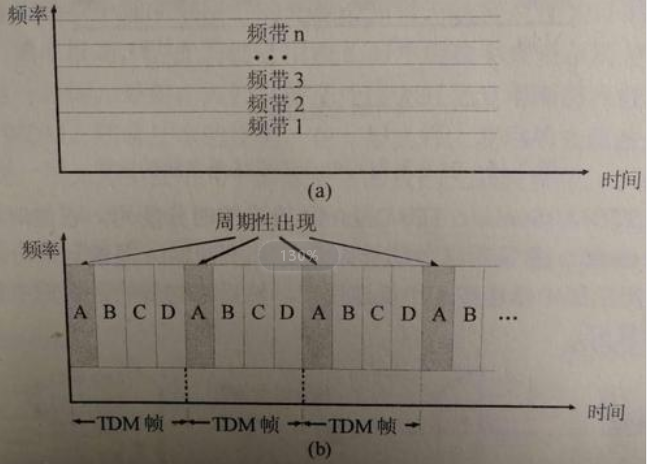 频率
频带 n
•••
频带 3
频带 2
频带 1
时间
(a)
周期性出现
频率
130%
A B C D A B C D A B C D A B ...
时间
TDM 帧 TDM 帧 TDM 帧
(b)